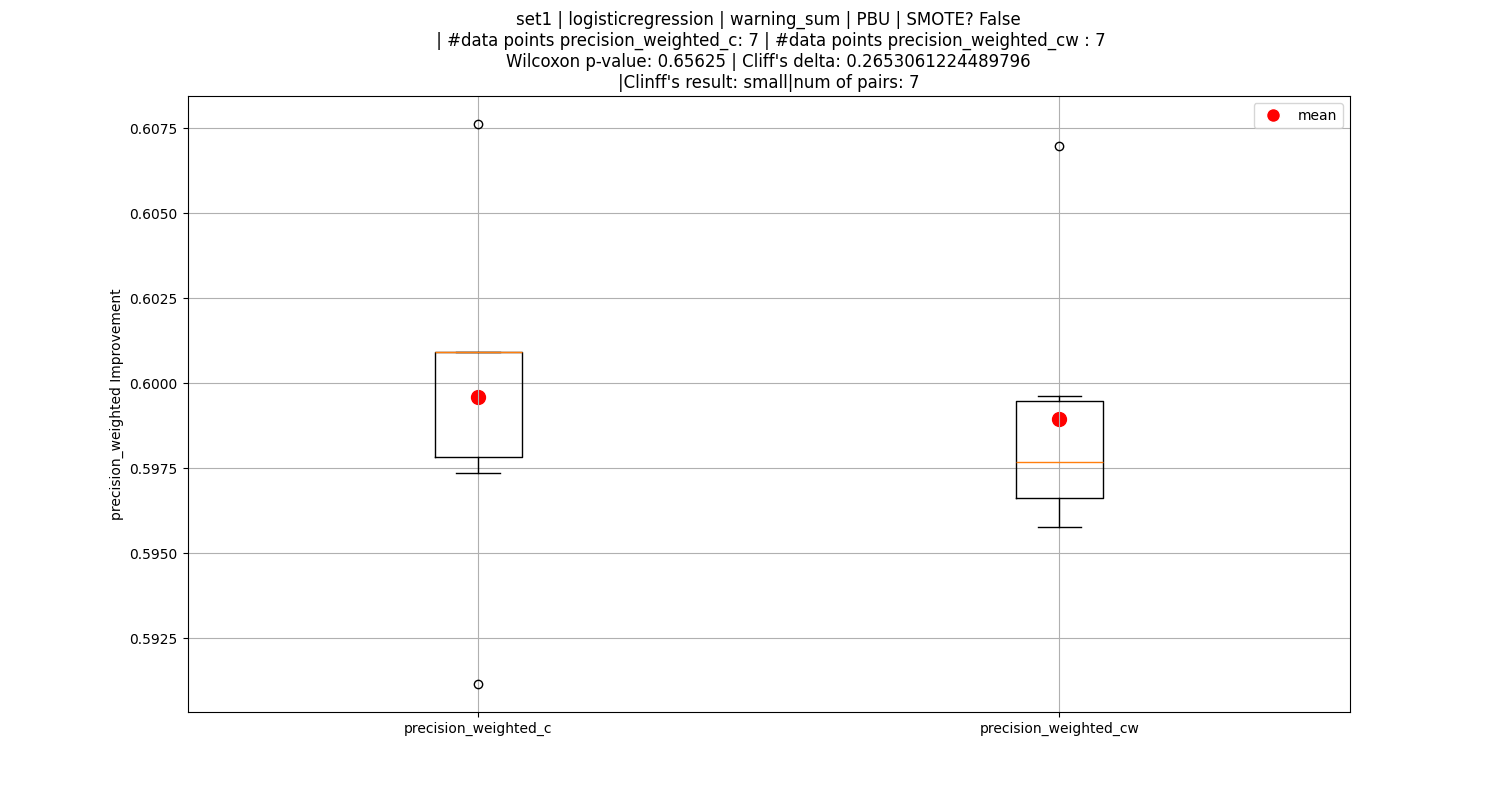 set1 | logisticregression | warning_sum | PBU | SMOTE? False
| #data points precision_weighted_c: 7 | #data points precision_weighted_cw : 7
Wilcoxon p-value: 0.65625 | Cliff's delta: 0.2653061224489796
|Clinff's result: small|num of pairs: 7
mean
0.6075
0.6050
0.6025
0.6000
0.5975
0.5950
0.5925
precision_weighted Improvement
precision_weighted_c
precision_weighted_cw